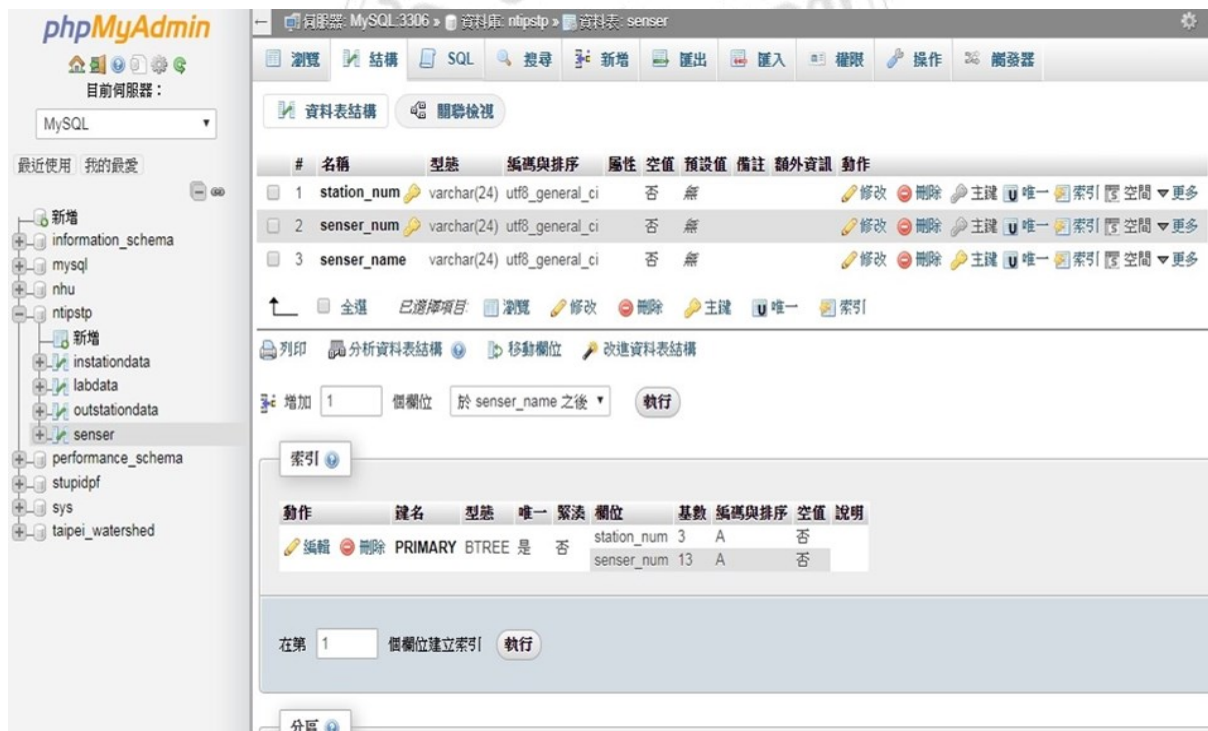 phpMyAdmin
目前伺服器：
MySQL
最近使用 我的最愛
新增
information_schema
mysql
nhu
ntipstp
新增
instationdata
labdata
outstationdata
senser
performance_schema
stupidpf
sys
taipei_watershed
伺服器: MySQL:3306 » 資料庫: ntipstp » 資料表: senser
瀏覽 結構 SQL 搜尋 新增 匯出 匯入 權限 操作 觸發器
資料表結構 關聯檢視
# 名稱 型態 編碼與排序 屬性 空值 預設值 備註 額外資訊 動作
1 station_num varchar(24) utf8_general_ci 否 無 修改 刪除 主鍵 唯一 索引 空間 更多
2 senser_num varchar(24) utf8_general_ci 否 無 修改 刪除 主鍵 唯一 索引 空間 更多
3 senser_name varchar(24) utf8_general_ci 否 無 修改 刪除 主鍵 唯一 索引 空間 更多
全選 已選擇項目: 瀏覽 修改 刪除 主鍵 唯一 索引
列印 分析資料表結構 移動欄位 改進資料表結構
增加 1 個欄位 於 senser_name 之後 執行
索引
動作 鍵名 型態 唯一 緊湊 欄位 基數 編碼與排序 空值 說明
編輯 刪除 PRIMARY BTREE 是 否 station_num 3 A 否
senser_num 13 A 否
在第 1 個欄位建立索引 執行
分區